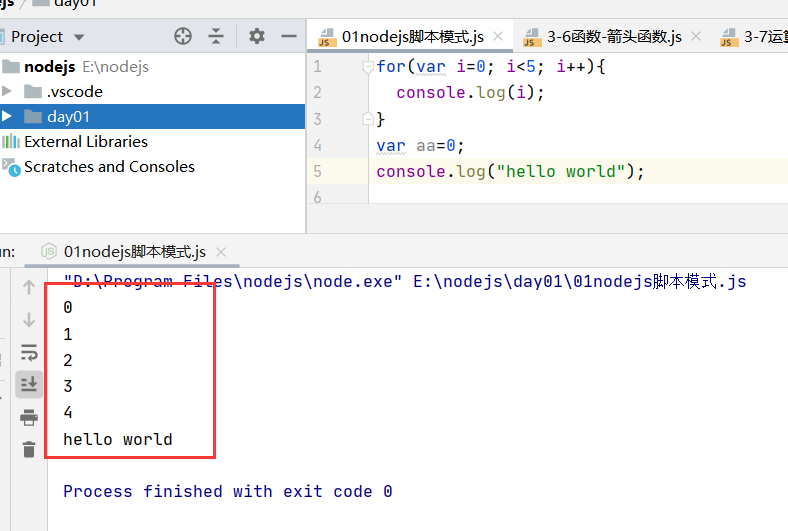 day01
Project
01nodejs脚本模式.js
3-6函数-箭头函数.js
nodejs E:\nodejs
.vscode
day01
External Libraries
Scratches and Consoles
1 for(var i=0; i<5; i++){
2 console.log(i);
3 }
4 var aa=0;
5 console.log("hello world");
6
01nodejs脚本模式.js
"D:\Program Files\nodejs\node.exe" E:\nodejs\day01\01nodejs脚本模式.js
0
1
2
3
4
hello world
Process finished with exit code 0